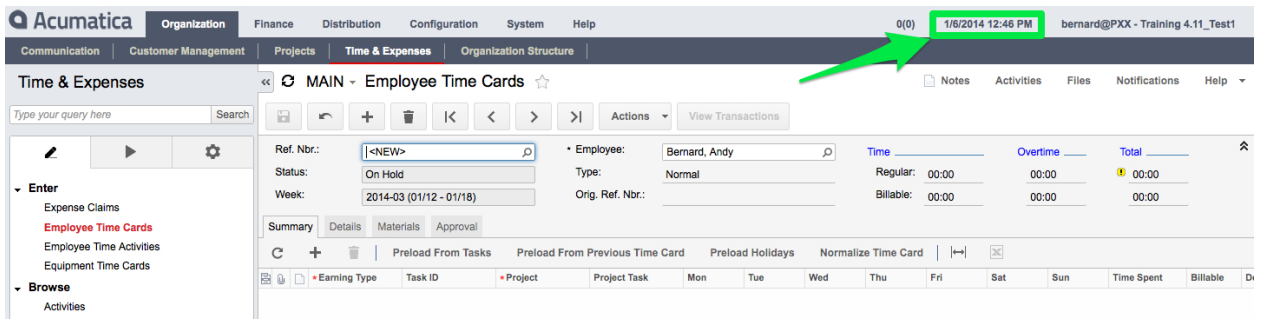 Acumatica Organization Finance Distribution Configuration System Help 0(0) 1/6/2014 12:46 PM bernard@PXX - Training 4.11_Test1
Communication Customer Management Projects Time & Expenses Organization Structure
Time & Expenses MAIN Employee Time Cards Notes Activities Files Notifications Help
Type your query here Search Actions View Transactions
Ref. Nbr.: <NEW> * Employee: Bernard, Andy Time Overtime Total
Status: On Hold Type: Normal Regular: 00:00 00:00 00:00
Week: 2014-03 (01/12 - 01/18) Orig. Ref. Nbr.: Billable: 00:00 00:00 00:00
Enter
Expense Claims
Employee Time Cards
Employee Time Activities
Equipment Time Cards
Browse
Activities
Summary Details Materials Approval
Preload From Tasks Preload From Previous Time Card Preload Holidays Normalize Time Card
* Earning Type Task ID * Project Project Task Mon Tue Wed Thu Fri Sat Sun Time Spent Billable